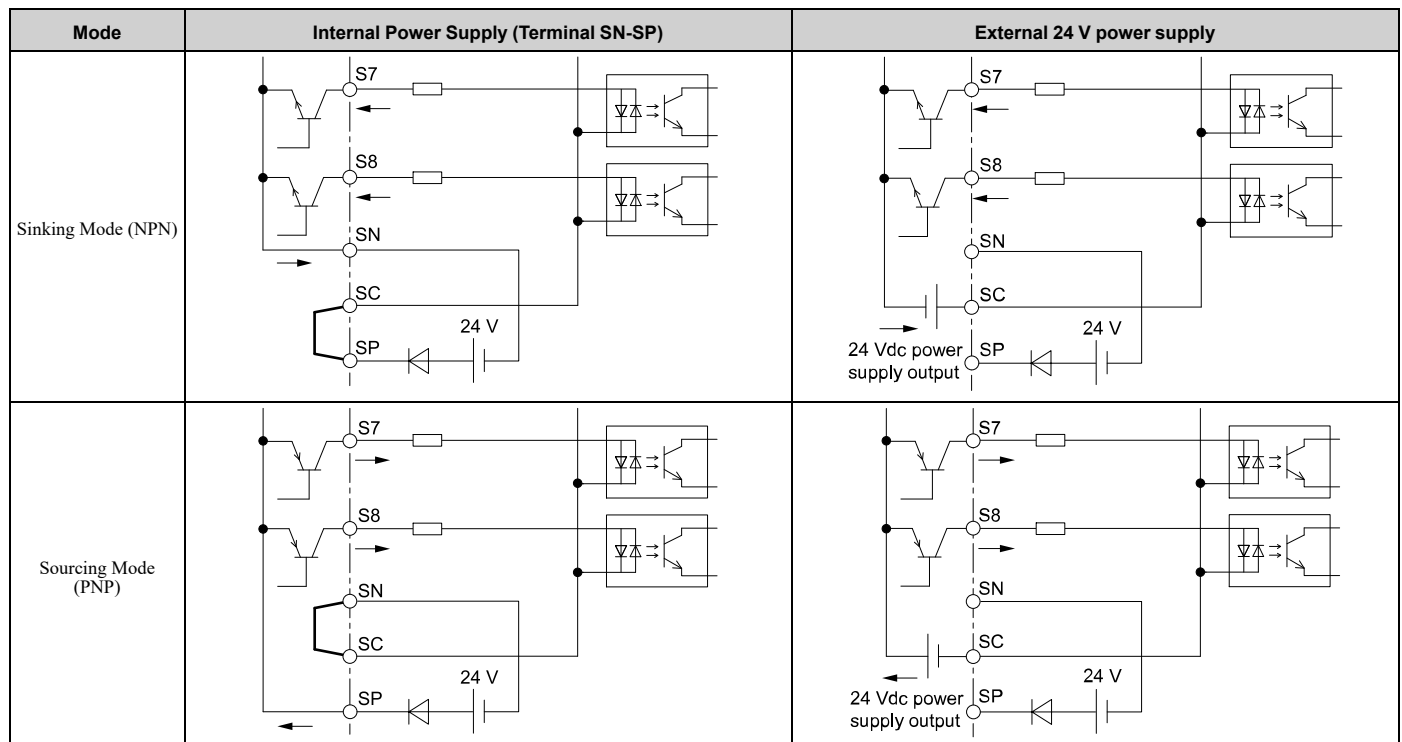 Mode
Internal Power Supply (Terminal SN-SP)
External 24 V power supply
Sinking Mode (NPN)
S7
S8
SN
SC
24 V
SP
S7
S8
SN
SC
24 V
24 Vdc power
supply output
SP
Sourcing Mode
(PNP)
S7
S8
SN
SC
24 V
SP
S7
S8
SN
SC
24 V
24 Vdc power
supply output
SP